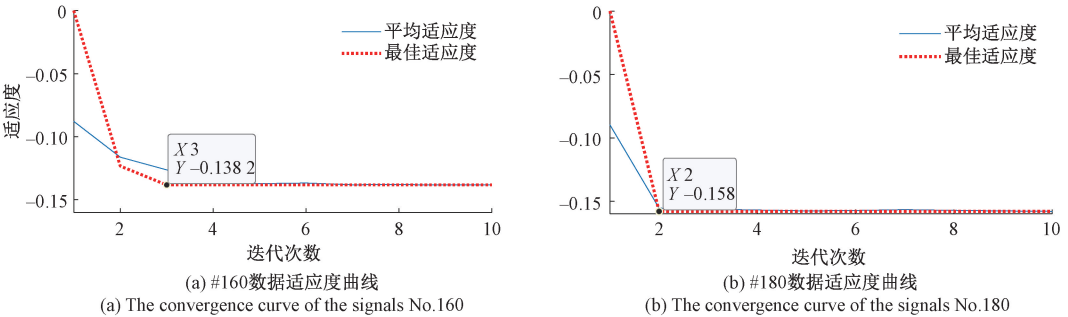 0
−0.05
−0.10
−0.15
适应度
平均适应度
最佳适应度
X 3
Y −0.138 2
2
4
6
8
10
迭代次数
(a) #160数据适应度曲线
(a) The convergence curve of the signals No.160
0
−0.05
−0.10
−0.15
平均适应度
最佳适应度
X 2
Y −0.158
2
4
6
8
10
迭代次数
(b) #180数据适应度曲线
(b) The convergence curve of the signals No.180